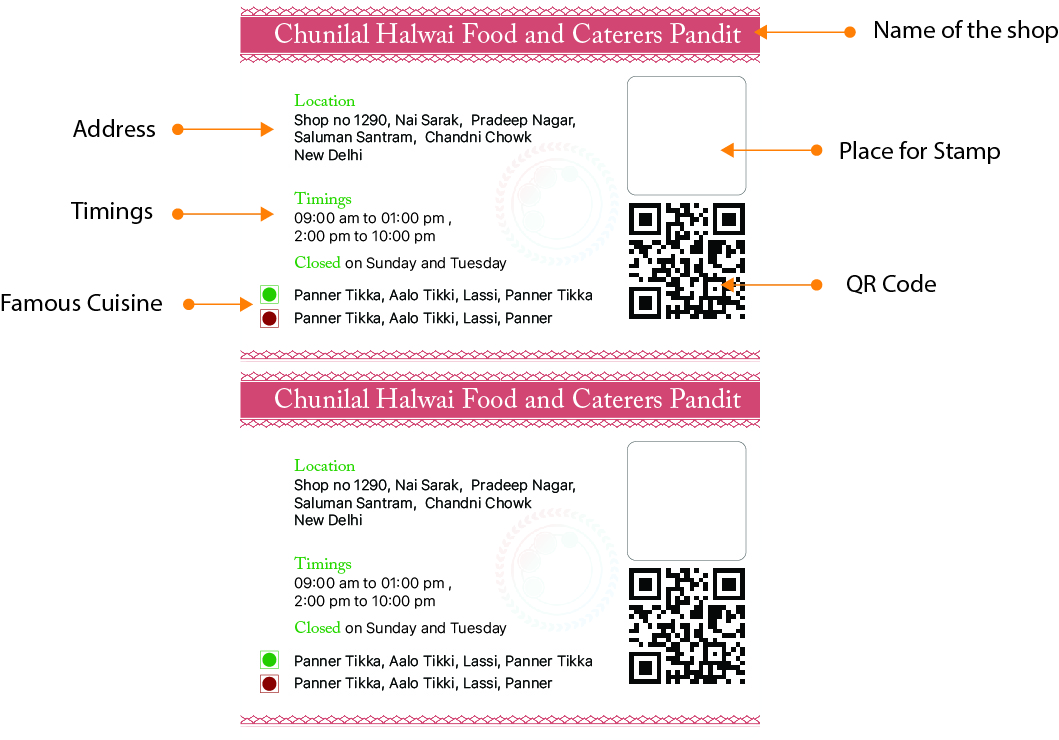 Chunilal Halwai Food and Caterers Pandit
Name of the shop
Location
Shop no 1290, Nai Sarak, Pradeep Nagar,
Saluman Santram, Chandni Chowk
New Delhi
Address
Place for Stamp
Timings
09:00 am to 01:00 pm ,
2:00 pm to 10:00 pm
Timings
Closed on Sunday and Tuesday
QR Code
Famous Cuisine
Panner Tikka, Aalo Tikki, Lassi, Panner Tikka
Panner Tikka, Aalo Tikki, Lassi, Panner
Chunilal Halwai Food and Caterers Pandit
Location
Shop no 1290, Nai Sarak, Pradeep Nagar,
Saluman Santram, Chandni Chowk
New Delhi
Timings
09:00 am to 01:00 pm ,
2:00 pm to 10:00 pm
Closed on Sunday and Tuesday
Panner Tikka, Aalo Tikki, Lassi, Panner Tikka
Panner Tikka, Aalo Tikki, Lassi, Panner